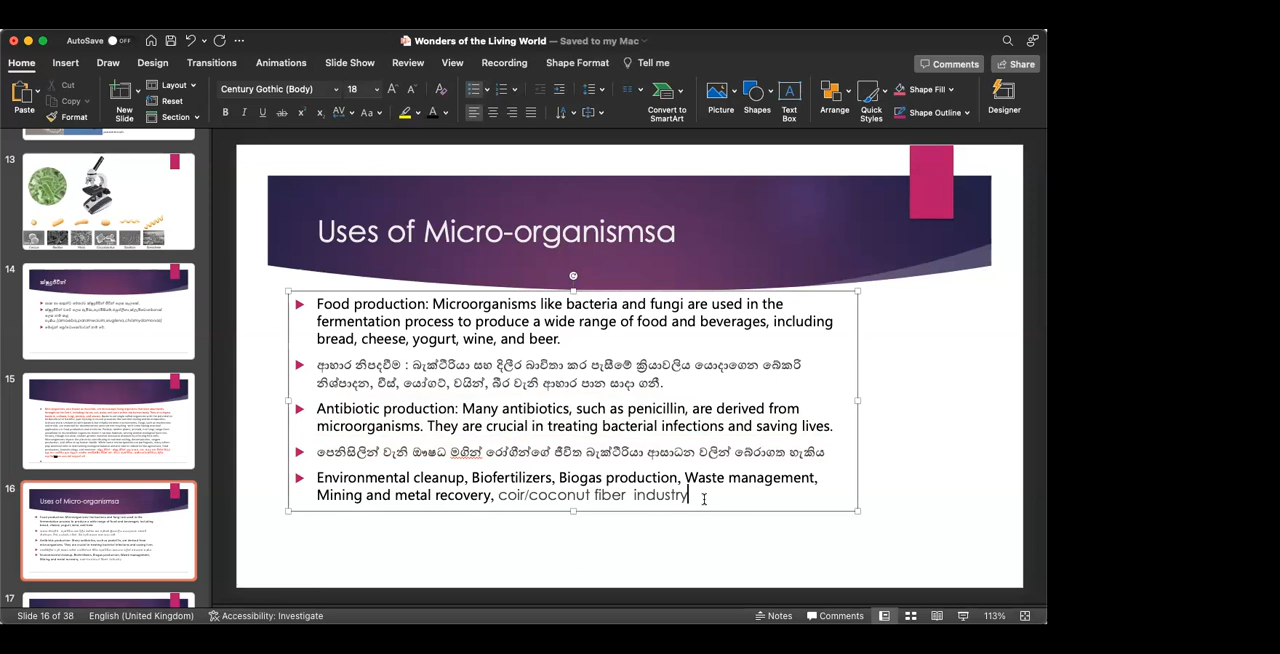 AutoSave OFF
Wonders of the Living World — Saved to my Mac
Home Insert Draw Design Transitions Animations Slide Show Review View Recording Shape Format Tell me
Comments Share
Paste Cut Copy Format
New Slide Layout Reset Section
Century Gothic (Body) 18
Convert to SmartArt
Picture Shapes Text Box
Arrange Quick Styles Shape Fill Shape Outline
Designer
13
14
15
16
Uses of Micro-organismsa
17
Uses of Micro-organismsa
Food production: Microorganisms like bacteria and fungi are used in the
fermentation process to produce a wide range of food and beverages, including
bread, cheese, yogurt, wine, and beer.
ආහාර නිපදවීම : බැක්ටීරියා සහ දිලීර බාවිතා කර පැසීමේ ක්‍රියාවලිය යොදාගෙන බේකරි
නිශ්පාදන, චීස්, යෝගට්, වයින්, බීර වැනි ආහාර පාන සාදා ගනී.
Antibiotic production: Many antibiotics, such as penicillin, are derived from
microorganisms. They are crucial in treating bacterial infections and saving lives.
පෙනිසිලින් වැනි ඖෂධ මගින් රෝගීන්ගේ ජීවිත බැක්ටීරියා ආසාධන වලින් බේරාගත හැකිය
Environmental cleanup, Biofertilizers, Biogas production, Waste management,
Mining and metal recovery, coir/coconut fiber industry
Slide 16 of 38 English (United Kingdom) Accessibility: Investigate Notes Comments 113%